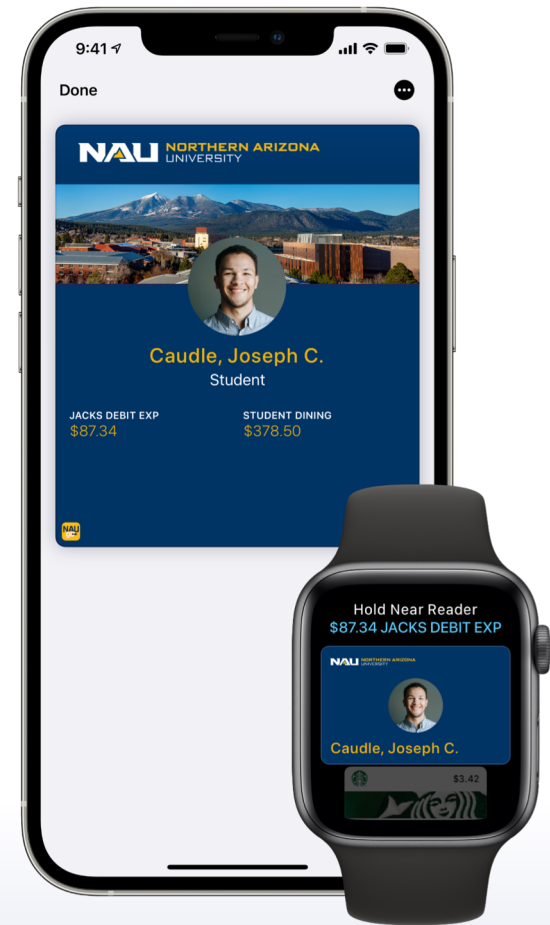 9:41
Done
NAU NORTHERN ARIZONA
UNIVERSITY
Caudle, Joseph C.
Student
JACKS DEBIT EXP
$87.34
STUDENT DINING
$378.50
NAU
Hold Near Reader
$87.34 JACKS DEBIT EXP
NAU NORTHERN ARIZONA
UNIVERSITY
Caudle, Joseph C.
$3.42